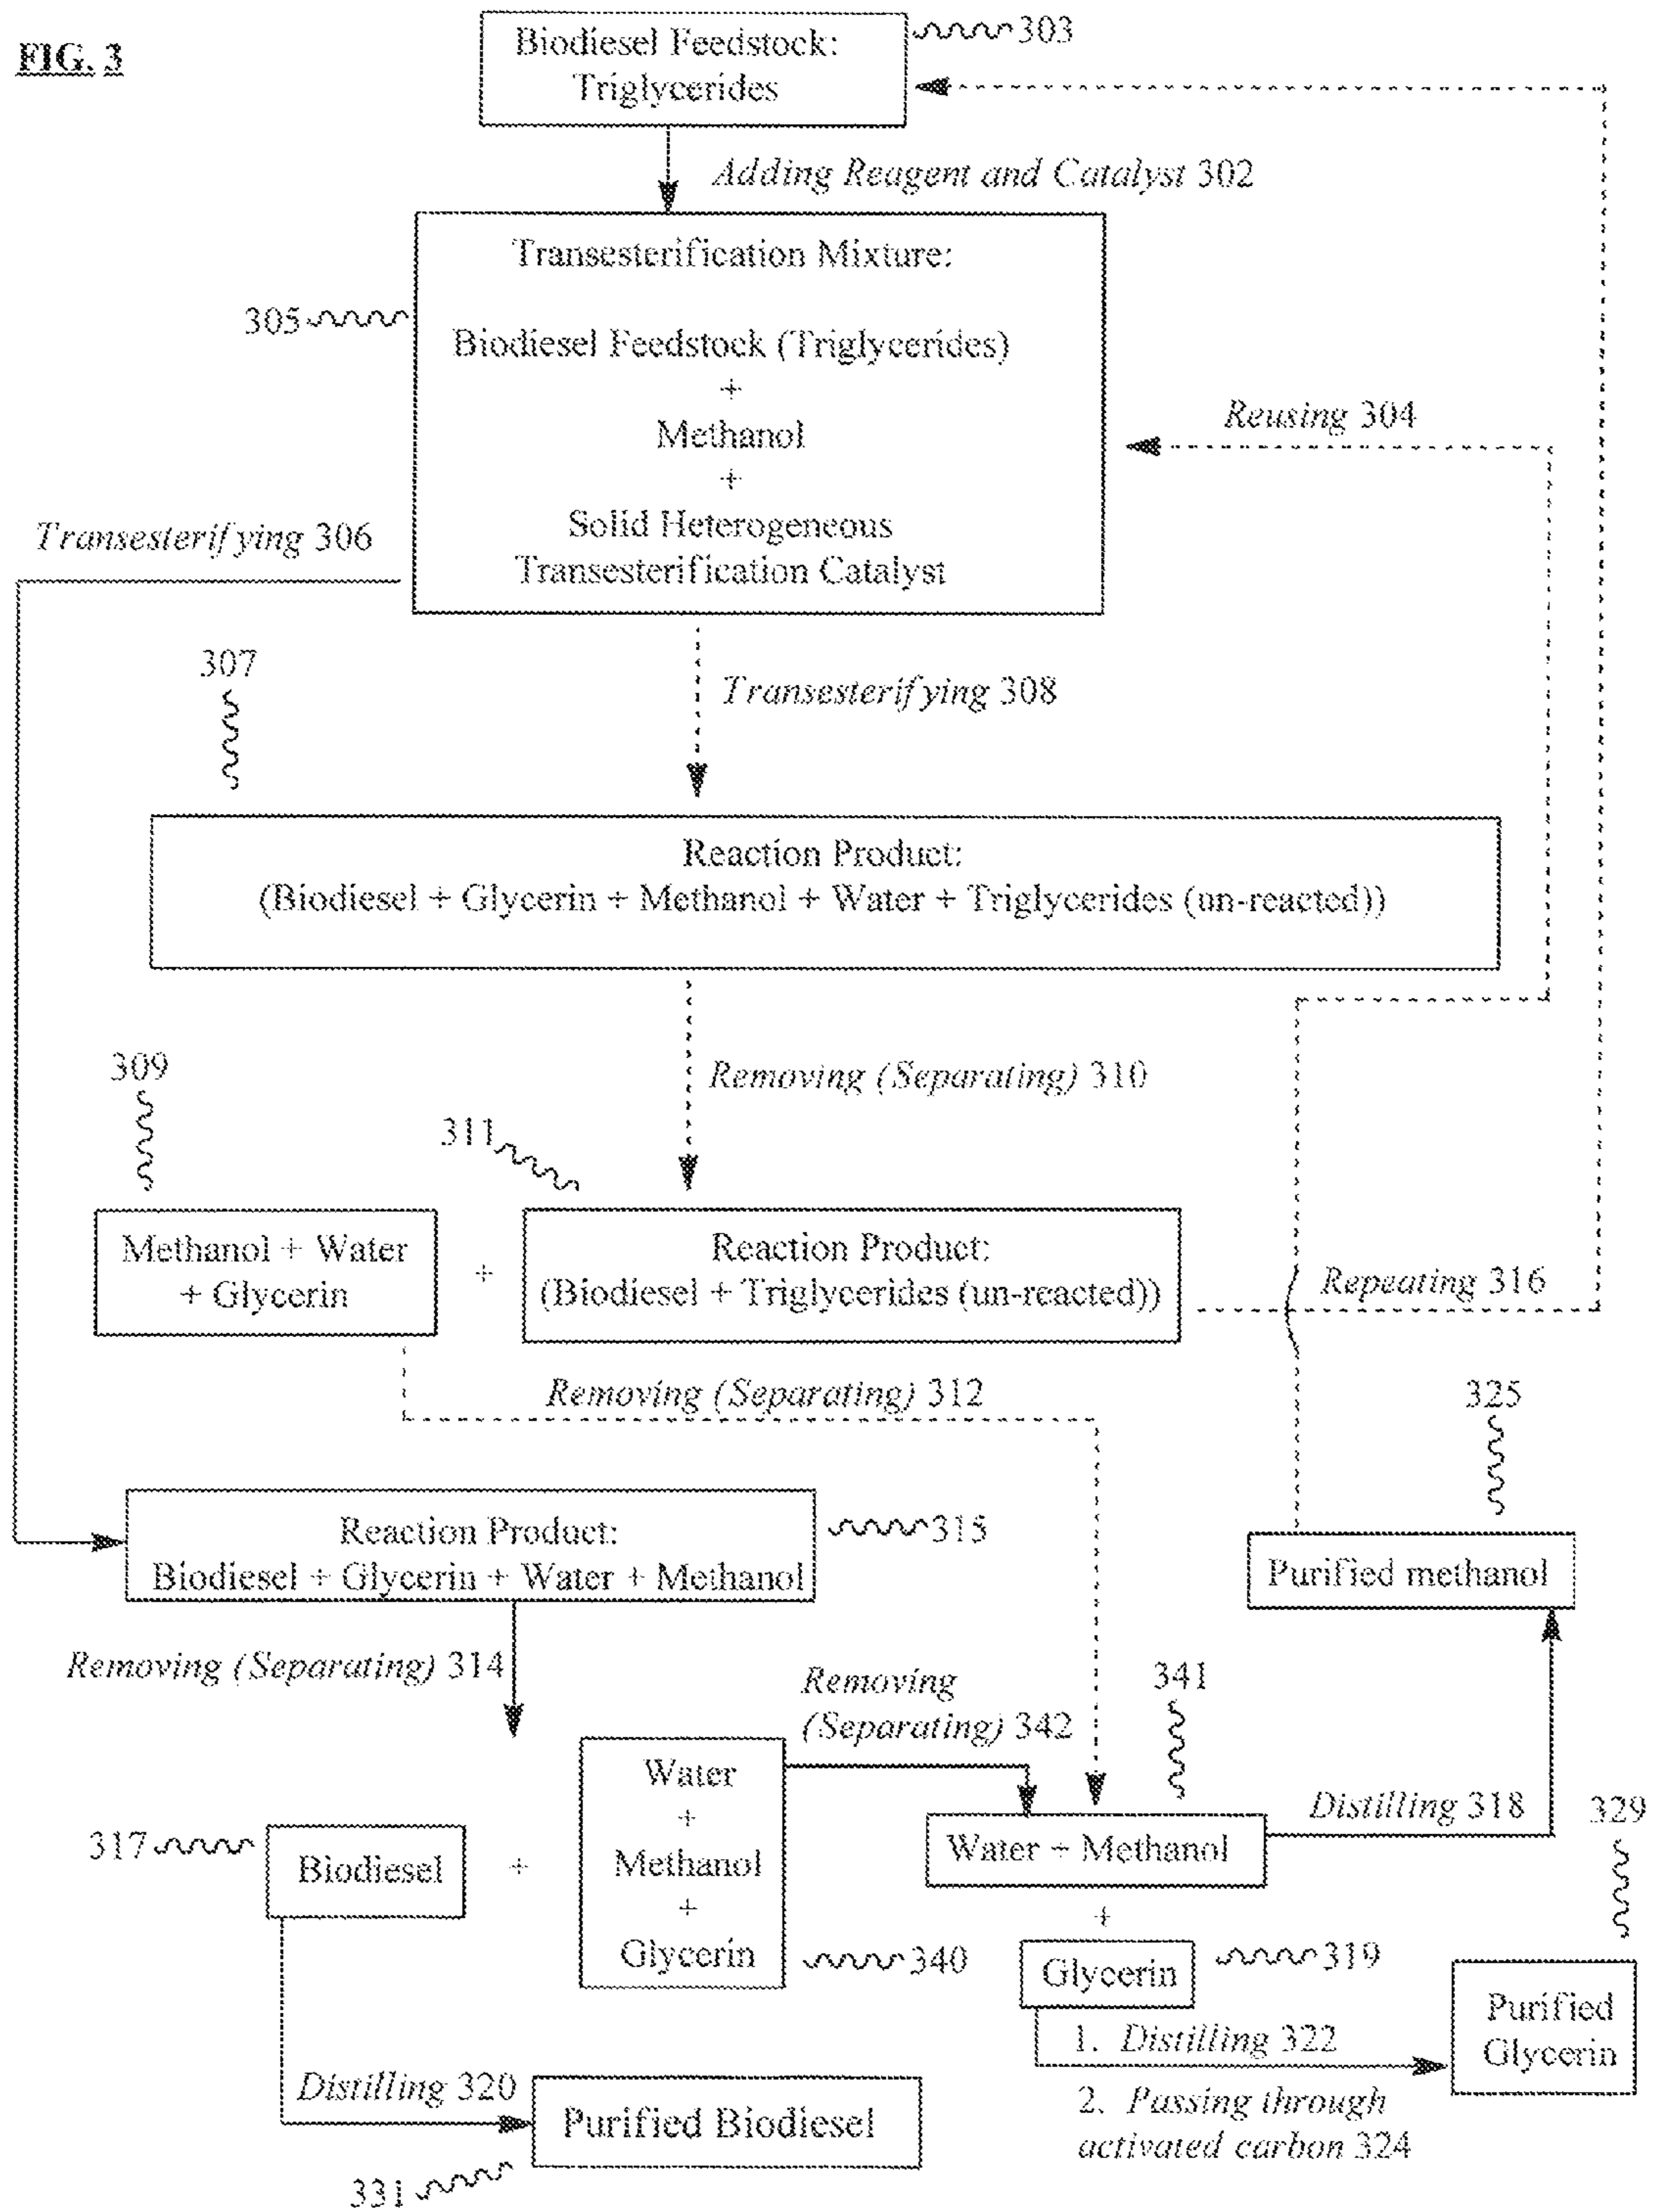 FIG. 3
Biodiesel Feedstock:
Triglycerides
303
Adding Reagent and Catalyst 302
Transesterification Mixture:
305
Biodiesel Feedstock (Triglycerides)
+
Methanol
+
Solid Heterogeneous
Transesterification Catalyst
Reusing 304
Transesterifying 306
307
Transesterifying 308
Reaction Product:
(Biodiesel + Glycerin + Methanol + Water + Triglycerides (un-reacted))
309
Removing (Separating) 310
311
Methanol + Water
+ Glycerin
+
Reaction Product:
(Biodiesel + Triglycerides (un-reacted))
Repeating 316
Removing (Separating) 312
325
Reaction Product:
Biodiesel + Glycerin + Water + Methanol
315
Purified methanol
Removing (Separating) 314
Removing
(Separating) 342
341
Water
+
Methanol
+
Glycerin
340
317
Biodiesel
+
Water + Methanol
Distilling 318
329
+
Glycerin
319
1. Distilling 322
2. Passing through
activated carbon 324
Purified
Glycerin
Distilling 320
Purified Biodiesel
331